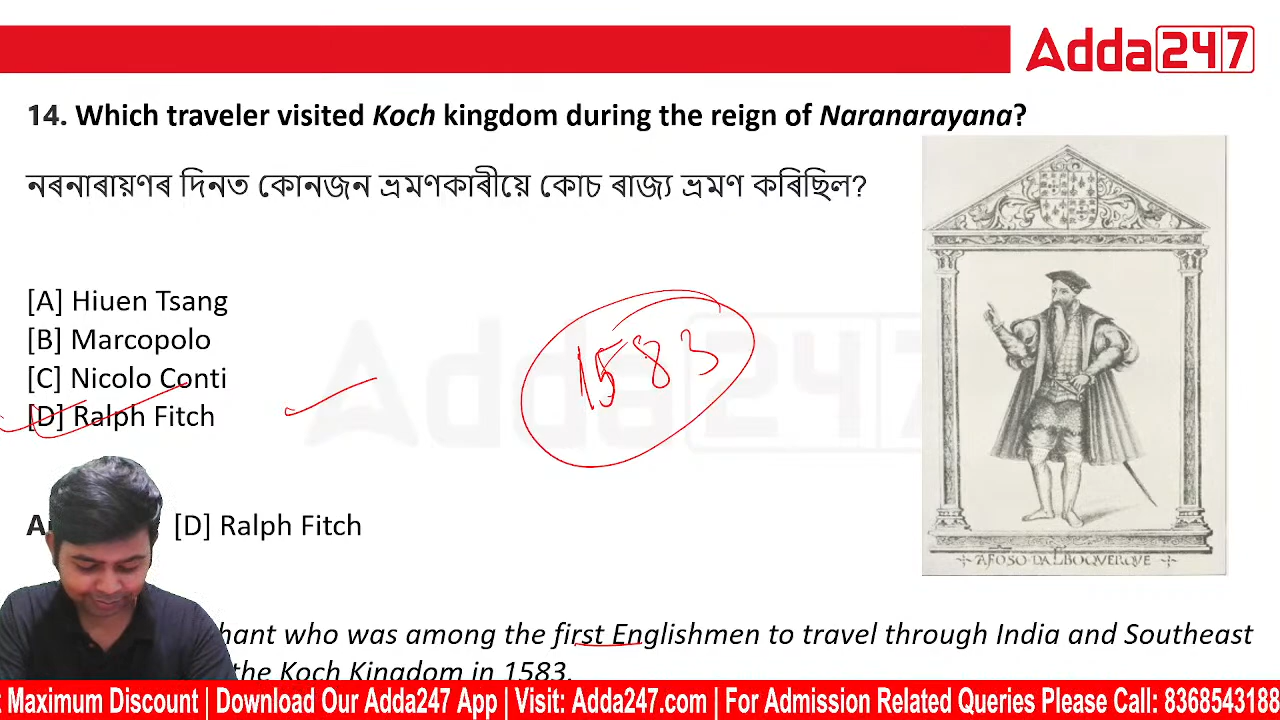 Adda247
14. Which traveler visited Koch kingdom during the reign of Naranarayana?
নৰনাৰায়ণৰ দিনত কোনজন ভ্ৰমণকাৰীয়ে কোচ ৰাজ্য ভ্ৰমণ কৰিছিল?
[A] Hiuen Tsang
[B] Marcopolo
[C] Nicolo Conti
[D] Ralph Fitch
1583
[D] Ralph Fitch
AFOSO DALBOQVERQVE
who was among the first Englishmen to travel through India and Southeast
the Koch Kingdom in 1583.
Maximum Discount | Download Our Adda247 App | Visit: Adda247.com | For Admission Related Queries Please Call: 8368543188